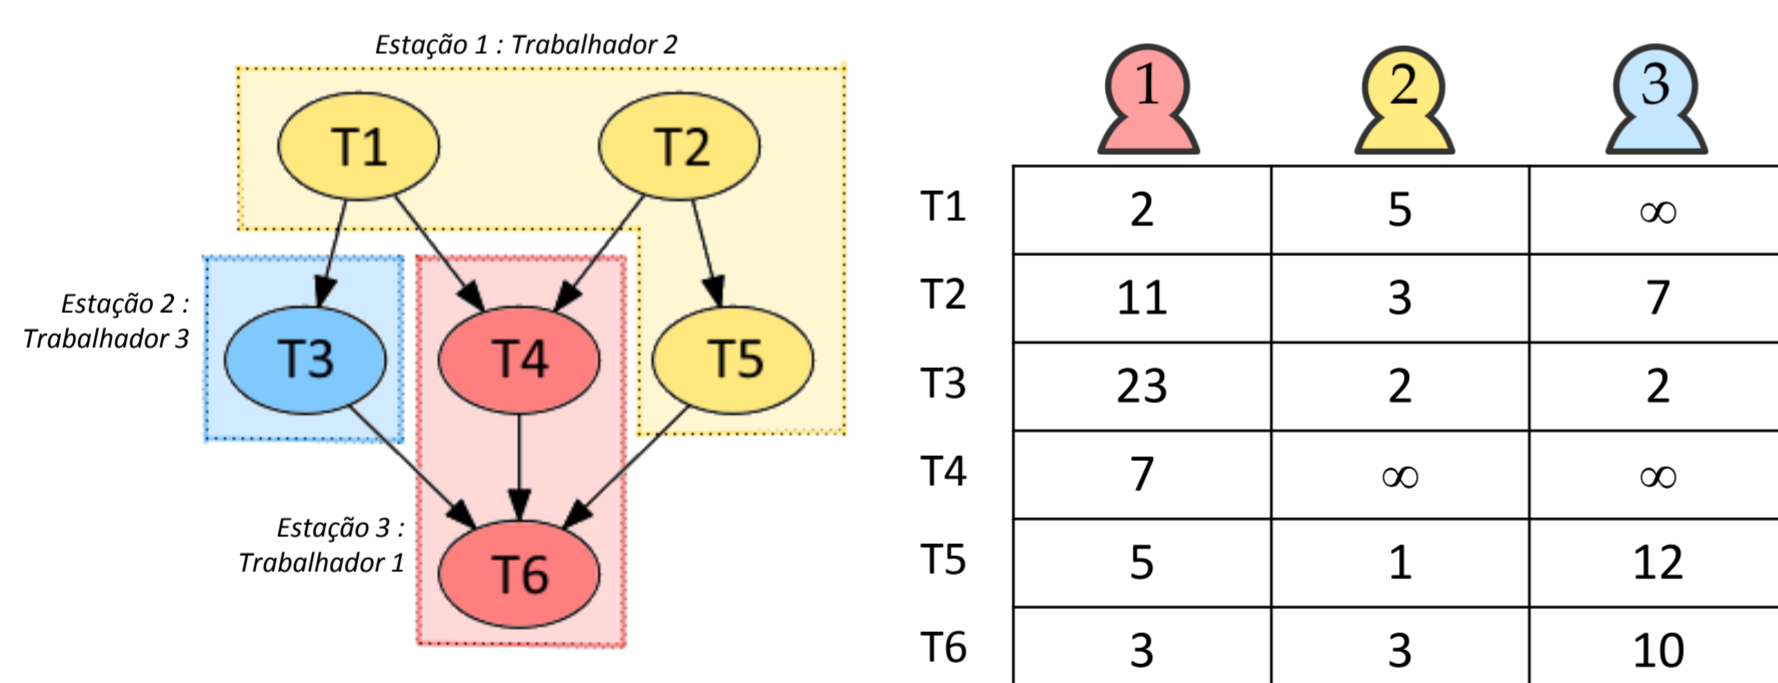 Estação 1 : Trabalhador 2
T1
T2
Estação 2 :
Trabalhador 3
T3
T4
T5
Estação 3 :
Trabalhador 1
T6
1 2 3
T1 2 5 ∞
T2 11 3 7
T3 23 2 2
T4 7 ∞ ∞
T5 5 1 12
T6 3 3 10